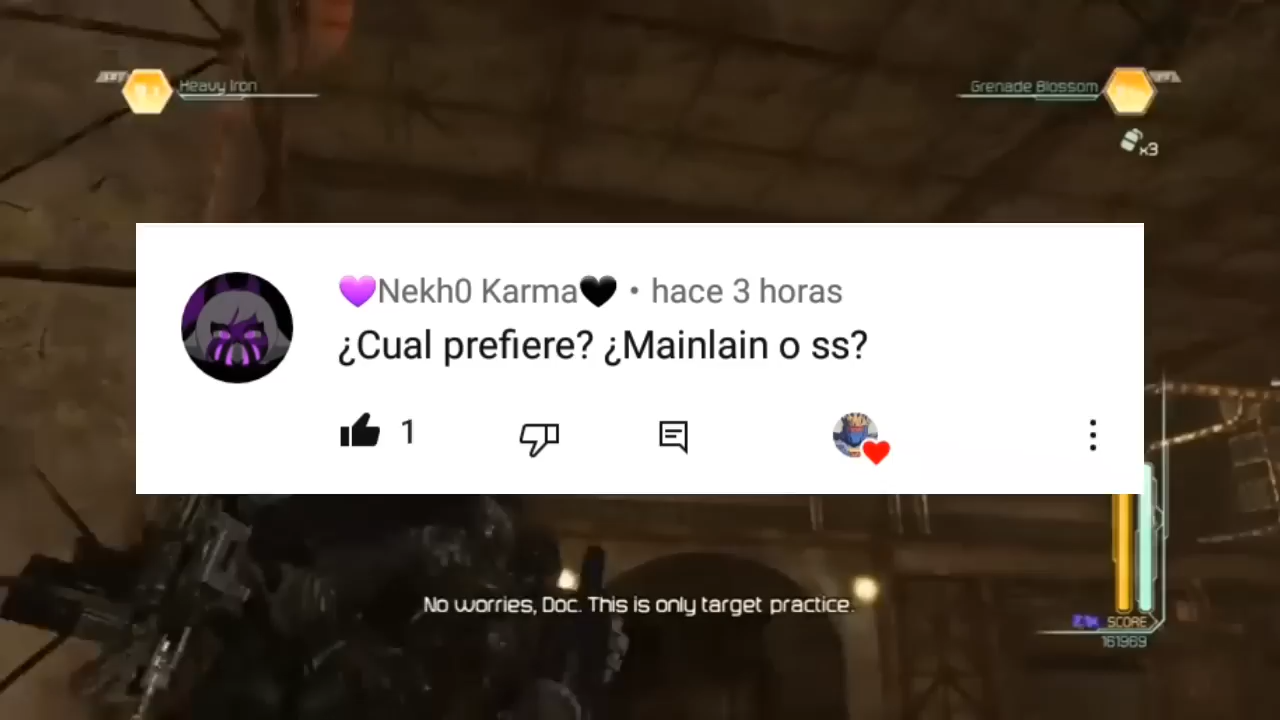 Heavy Iron
Grenade Blossom
x3
💜Nekh0 Karma🖤 • hace 3 horas
¿Cual prefiere? ¿Mainlain o ss?
1
No worries, Doc. This is only target practice.
SCORE
161969